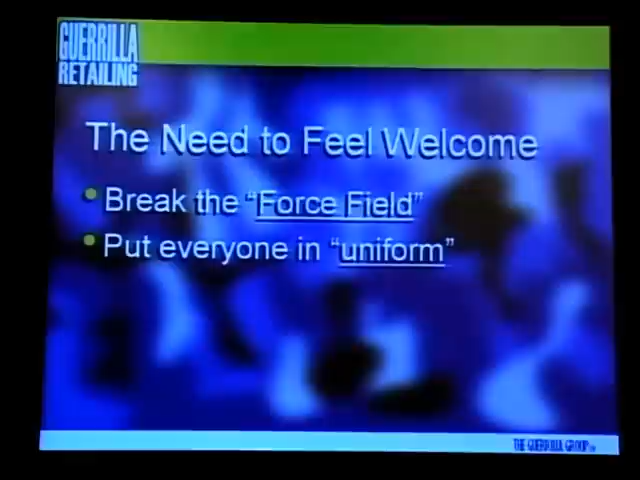 GUERRILLA
RETAILING
The Need to Feel Welcome
Break the “Force Field”
Put everyone in “uniform”
THE GUERRILLA GROUP